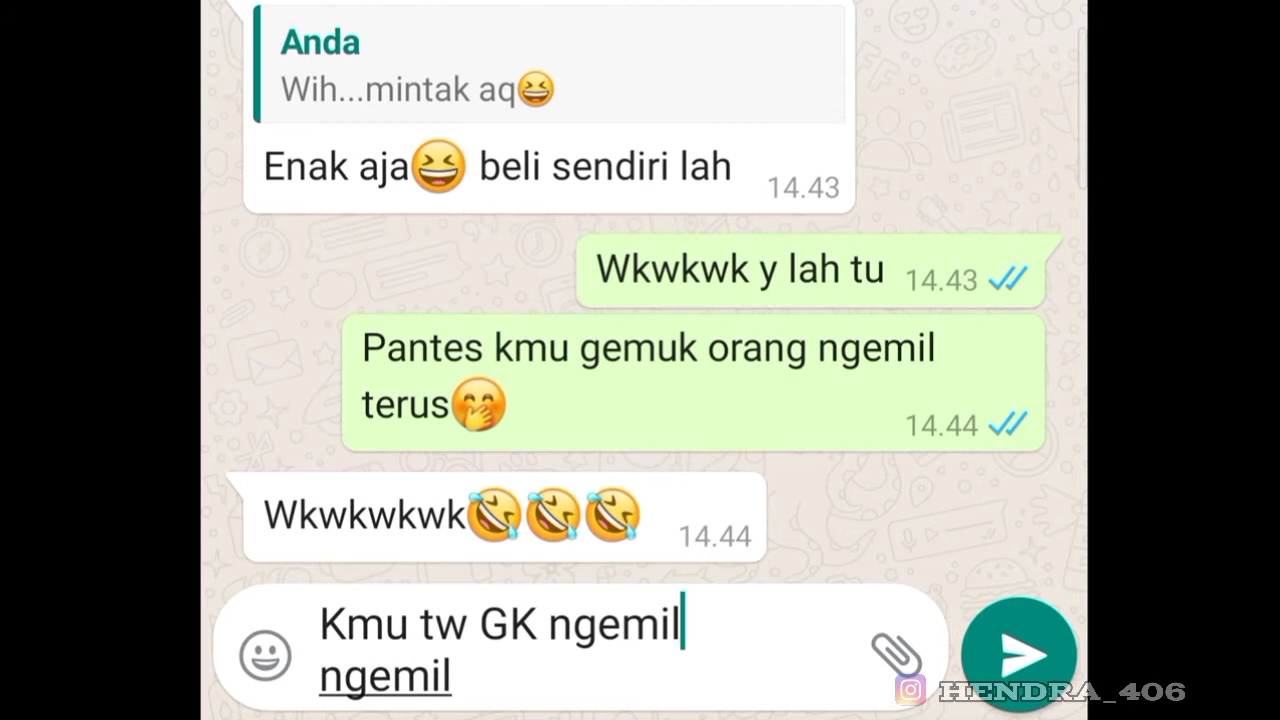 Anda
Wih...mintak aq😆
Enak aja😆 beli sendiri lah
14.43
Wkwkwk y lah tu
14.43
Pantes kmu gemuk orang ngemil
terus🤭
14.44
Wkwkwkwk🤣🤣🤣
14.44
Kmu tw GK ngemil
ngemil
HENDRA_406